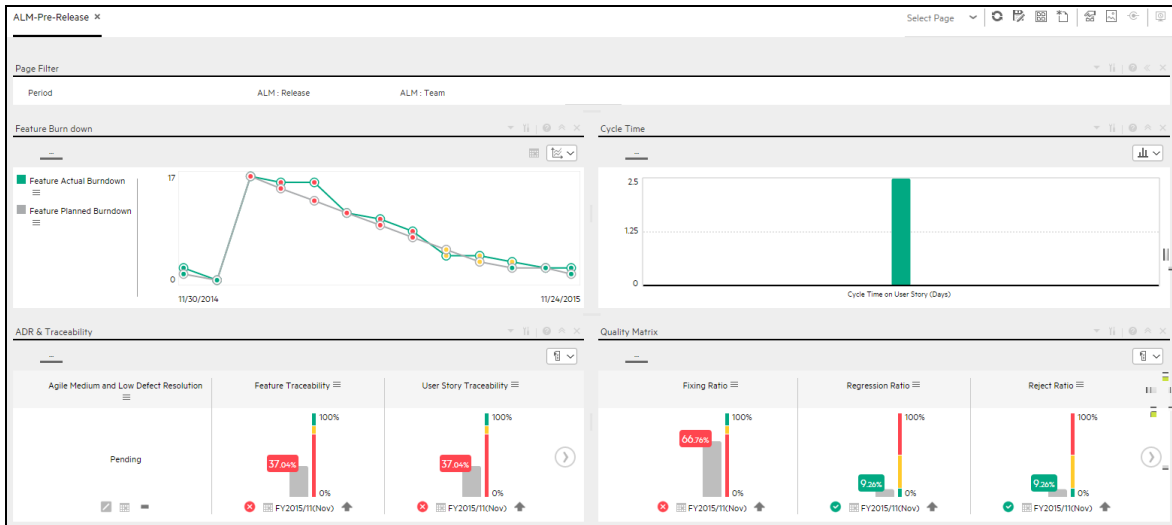 ALM-Pre-Release ×
Select Page
Page Filter
Period ALM : Release ALM : Team
Feature Burn down
--
Feature Actual Burndown
Feature Planned Burndown
17
0
11/30/2014 11/24/2015
Cycle Time
--
2.5
1.25
0
Cycle Time on User Story (Days)
ADR & Traceability
--
Agile Medium and Low Defect Resolution
Pending
Feature Traceability
100%
37.04%
0%
FY2015/11(Nov)
User Story Traceability
100%
37.04%
0%
FY2015/11(Nov)
Quality Matrix
--
Fixing Ratio
100%
66.76%
0%
FY2015/11(Nov)
Regression Ratio
100%
9.26%
0%
FY2015/11(Nov)
Reject Ratio
100%
9.26%
0%
FY2015/11(Nov)